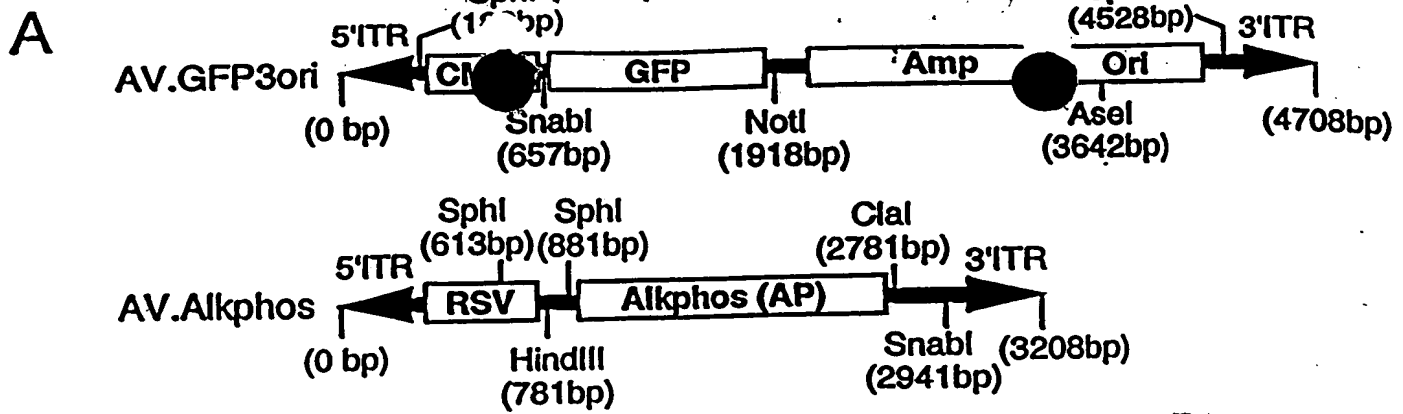 A
(4528bp)
5'ITR
3'ITR
AV.GFP3ori
GFP
Amp
Ori
(0 bp)
SnabI
(657bp)
NotI
(1918bp)
AseI
(3642bp)
(4708bp)
SphI
(613bp)
SphI
(881bp)
ClaI
(2781bp)
5'ITR
3'ITR
AV.Alkphos
RSV
Alkphos (AP)
(0 bp)
HindIII
(781bp)
SnabI
(2941bp)
(3208bp)